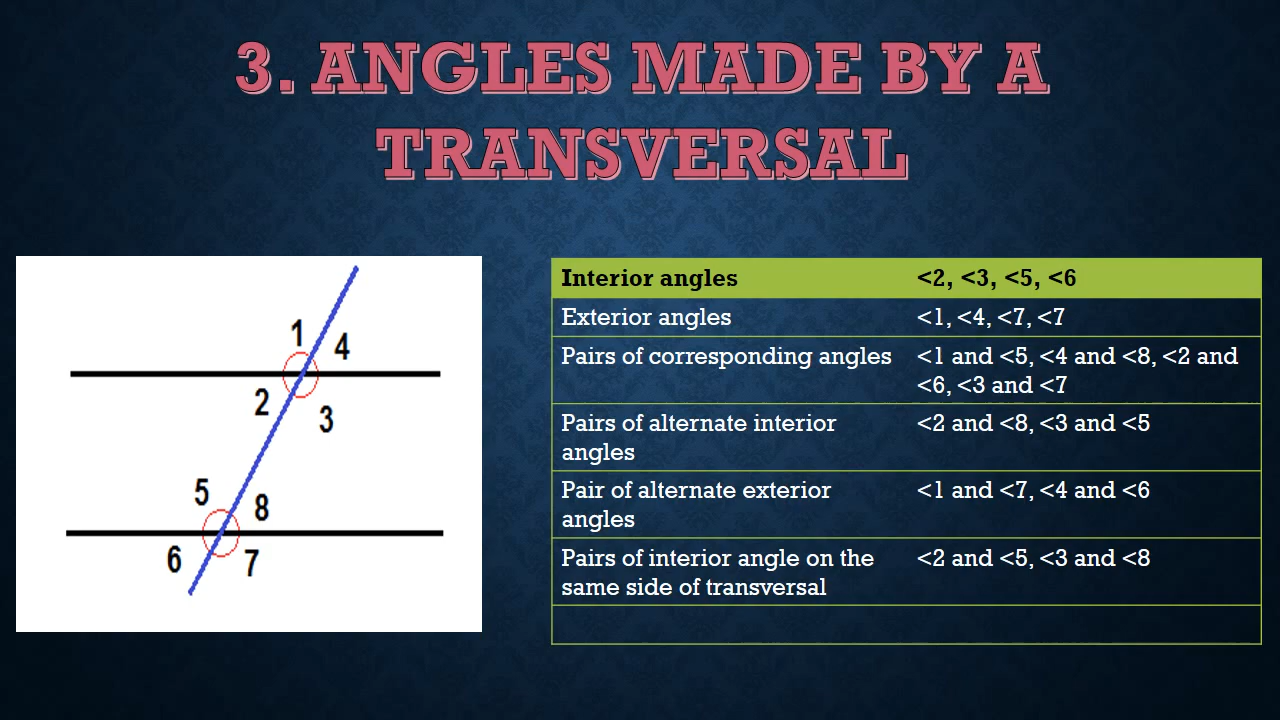 3. ANGLES MADE BY A
TRANSVERSAL
1
4
2
3
5
8
6
7
Interior angles <2, <3, <5, <6
Exterior angles <1, <4, <7, <7
Pairs of corresponding angles <1 and <5, <4 and <8, <2 and
<6, <3 and <7
Pairs of alternate interior <2 and <8, <3 and <5
angles
Pair of alternate exterior <1 and <7, <4 and <6
angles
Pairs of interior angle on the <2 and <5, <3 and <8
same side of transversal